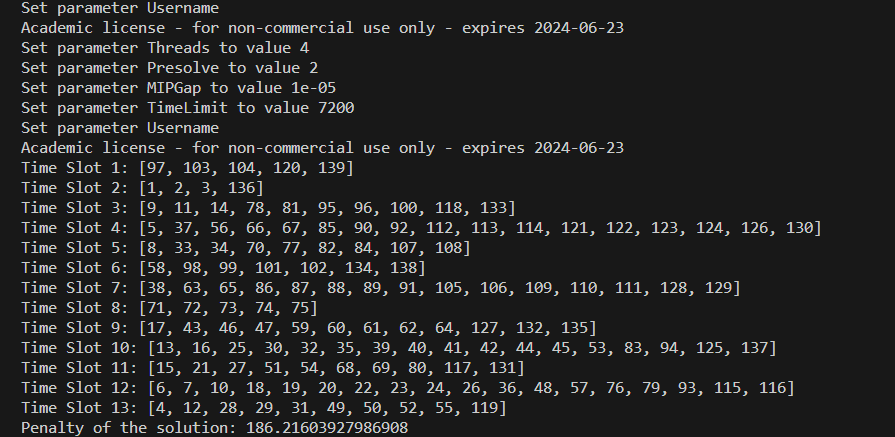 Set parameter Username
Academic license - for non-commercial use only - expires 2024-06-23
Set parameter Threads to value 4
Set parameter Presolve to value 2
Set parameter MIPGap to value 1e-05
Set parameter TimeLimit to value 7200
Set parameter Username
Academic license - for non-commercial use only - expires 2024-06-23
Time Slot 1: [97, 103, 104, 120, 139]
Time Slot 2: [1, 2, 3, 136]
Time Slot 3: [9, 11, 14, 78, 81, 95, 96, 100, 118, 133]
Time Slot 4: [5, 37, 56, 66, 67, 85, 90, 92, 112, 113, 114, 121, 122, 123, 124, 126, 130]
Time Slot 5: [8, 33, 34, 70, 77, 82, 84, 107, 108]
Time Slot 6: [58, 98, 99, 101, 102, 134, 138]
Time Slot 7: [38, 63, 65, 86, 87, 88, 89, 91, 105, 106, 109, 110, 111, 128, 129]
Time Slot 8: [71, 72, 73, 74, 75]
Time Slot 9: [17, 43, 46, 47, 59, 60, 61, 62, 64, 127, 132, 135]
Time Slot 10: [13, 16, 25, 30, 32, 35, 39, 40, 41, 42, 44, 45, 53, 83, 94, 125, 137]
Time Slot 11: [15, 21, 27, 51, 54, 68, 69, 80, 117, 131]
Time Slot 12: [6, 7, 10, 18, 19, 20, 22, 23, 24, 26, 36, 48, 57, 76, 79, 93, 115, 116]
Time Slot 13: [4, 12, 28, 29, 31, 49, 50, 52, 55, 119]
Penalty of the solution: 186.21603927986908